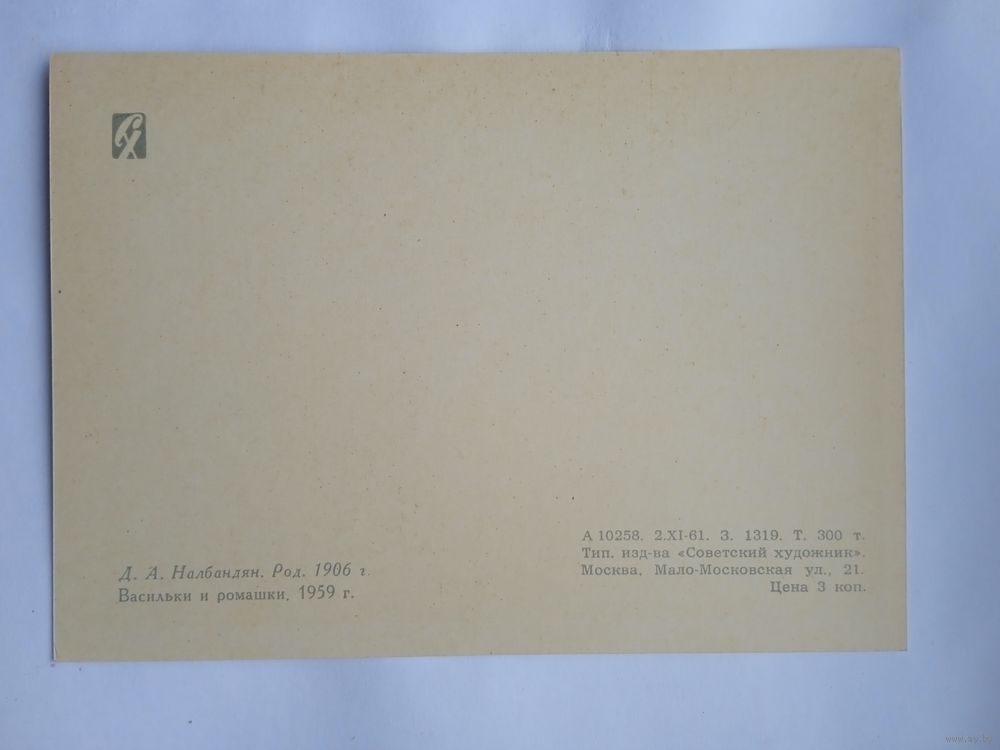 СХ
Д. А. Налбандян. Род. 1906 г.
Васильки и ромашки, 1959 г.
А 10258. 2.XI-61. З. 1319. Т. 300 т.
Тип. изд-ва «Советский художник».
Москва, Мало-Московская ул., 21.
Цена 3 коп.